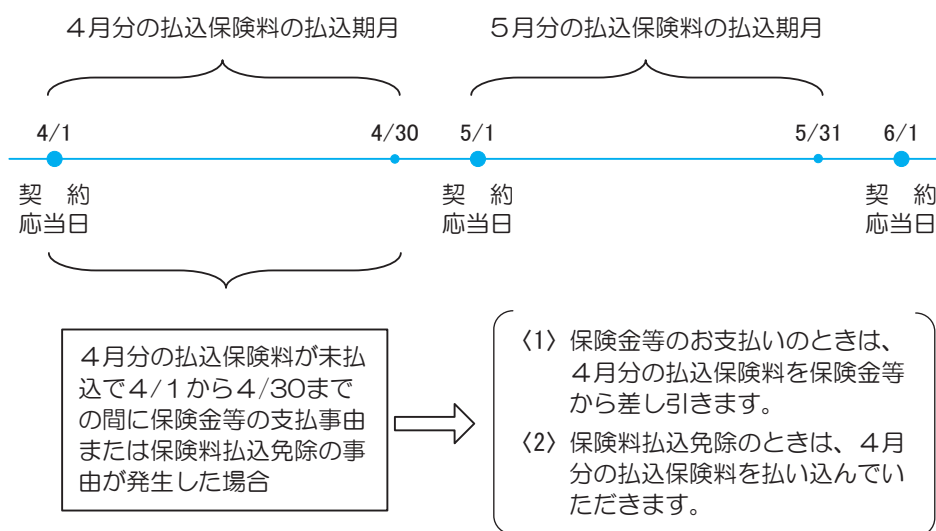 4月分の払込保険料の払込期月
5月分の払込保険料の払込期月
4/1
4/30
5/1
5/31
6/1
契　約
応当日
契　約
応当日
契　約
応当日
4月分の払込保険料が未払
込で4/1から4/30まで
の間に保険金等の支払事由
または保険料払込免除の事
由が発生した場合
〈1〉保険金等のお支払いのときは、
4月分の払込保険料を保険金等
から差し引きます。
〈2〉保険料払込免除のときは、4月
分の払込保険料を払い込んでい
ただきます。